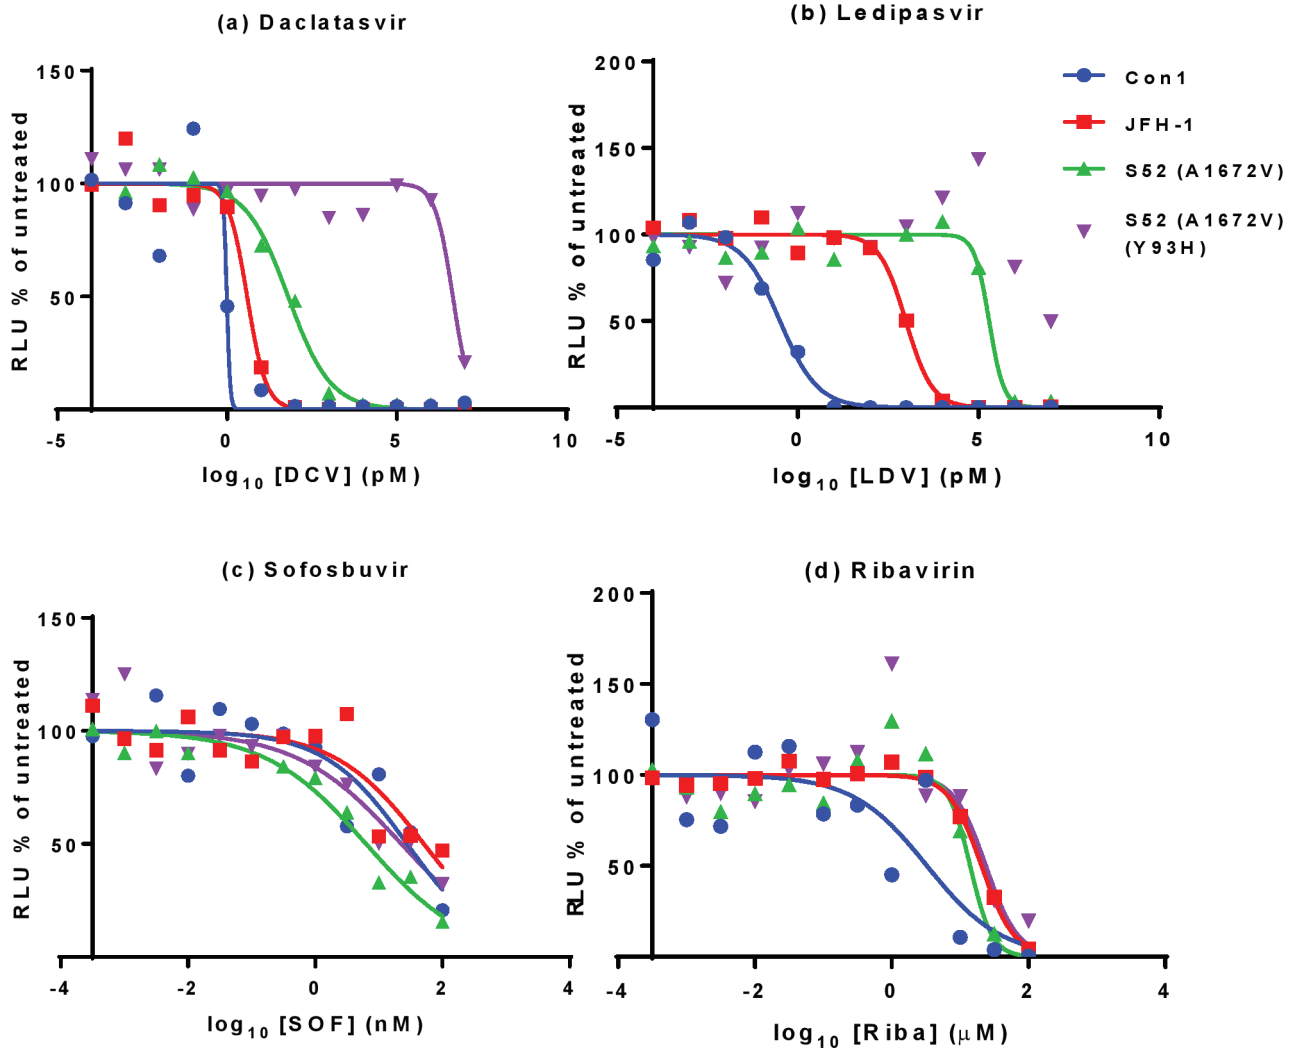 (a) Daclatasvir
150
100
50
RLU % of untreated
-5
0
5
10
log10 [DCV] (pM)
(b) Ledipasvir
200
150
100
50
RLU % of untreated
-5
0
5
10
log10 [LDV] (pM)
Con1
JFH-1
S52 (A1672V)
S52 (A1672V)
(Y93H)
(c) Sofosbuvir
150
100
50
RLU % of untreated
-4
-2
0
2
4
log10 [SOF] (nM)
(d) Ribavirin
200
150
100
50
RLU % of untreated
-4
-2
0
2
4
log10 [Riba] (μM)